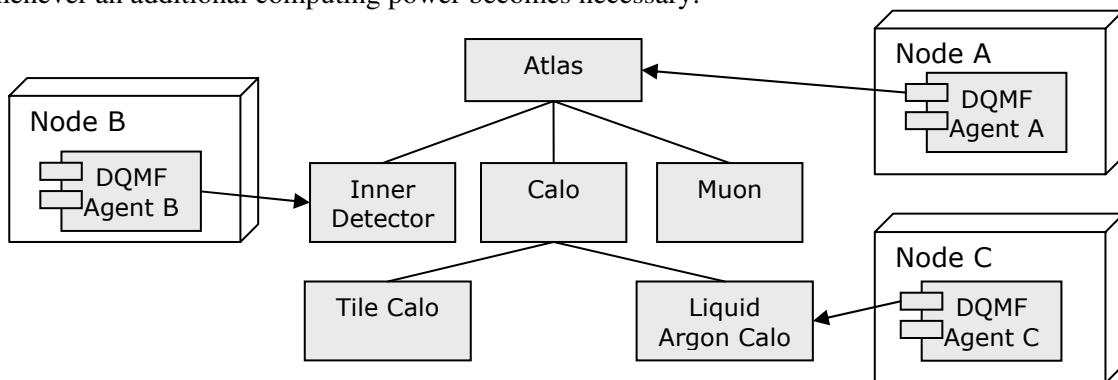 henever an additional computing power becomes necessary.
Node B
DQMF
Agent B
Atlas
Node A
DQMF
Agent A
Inner
Detector
Calo
Muon
Tile Calo
Liquid
Argon Calo
Node C
DQMF
Agent C